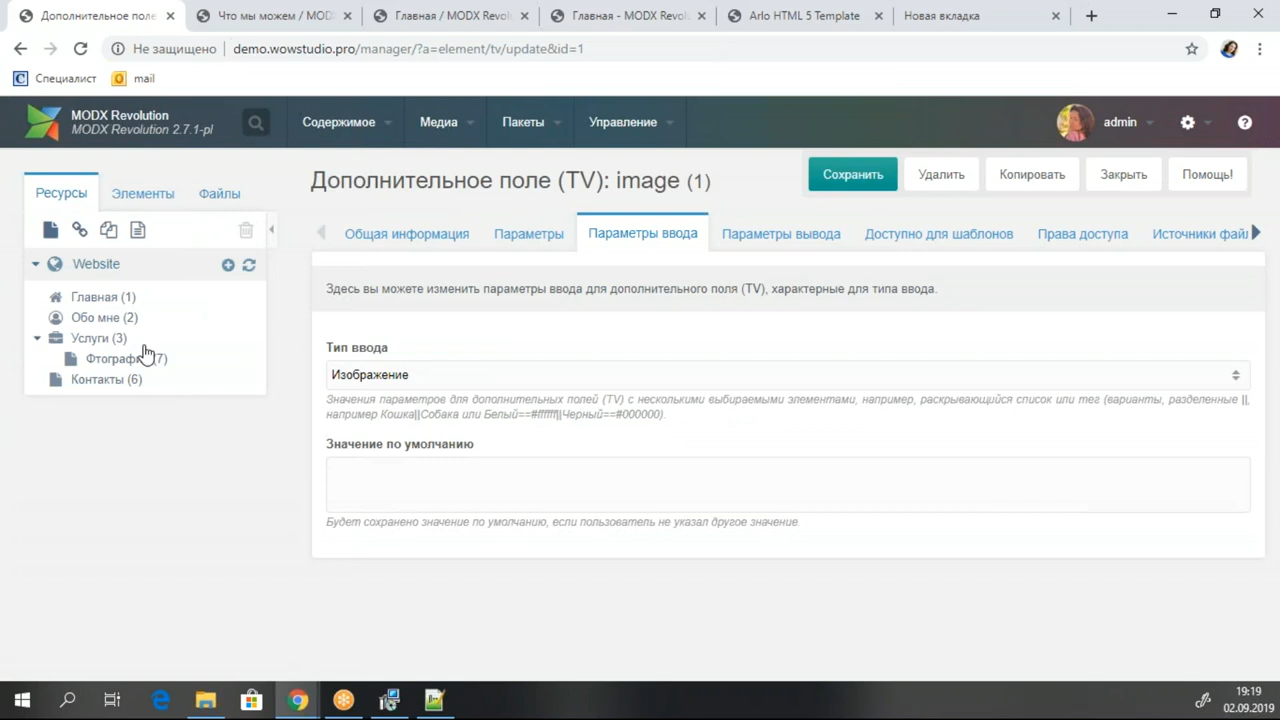 Дополнительное поле
Что мы можем / MOD
Главная / MODX Revol
Главная - MODX Revol
Arlo HTML 5 Template
Новая вкладка
Не защищено
demo.wowstudio.pro/manager/?a=element/tv/update&id=1
Специалист
mail
MODX Revolution
MODX Revolution 2.7.1-pl
Содержимое
Медиа
Пакеты
Управление
admin
Ресурсы
Элементы
Файлы
Website
Главная (1)
Обо мне (2)
Услуги (3)
Фтографи 7)
Контакты (6)
Дополнительное поле (TV): image (1)
Сохранить
Удалить
Копировать
Закрыть
Помощь!
Общая информация
Параметры
Параметры ввода
Параметры вывода
Доступно для шаблонов
Права доступа
Источники файл
Здесь вы можете изменить параметры ввода для дополнительного поля (TV), характерные для типа ввода.
Тип ввода
Изображение
Значения параметров для дополнительных полей (TV) с несколькими выбираемыми элементами, например, раскрывающийся список или тег (варианты, разделенные ||,
например Кошка||Собака или Белый==#ffffff||Черный==#000000).
Значение по умолчанию
Будет сохранено значение по умолчанию, если пользователь не указал другое значение.
19:19
02.09.2019